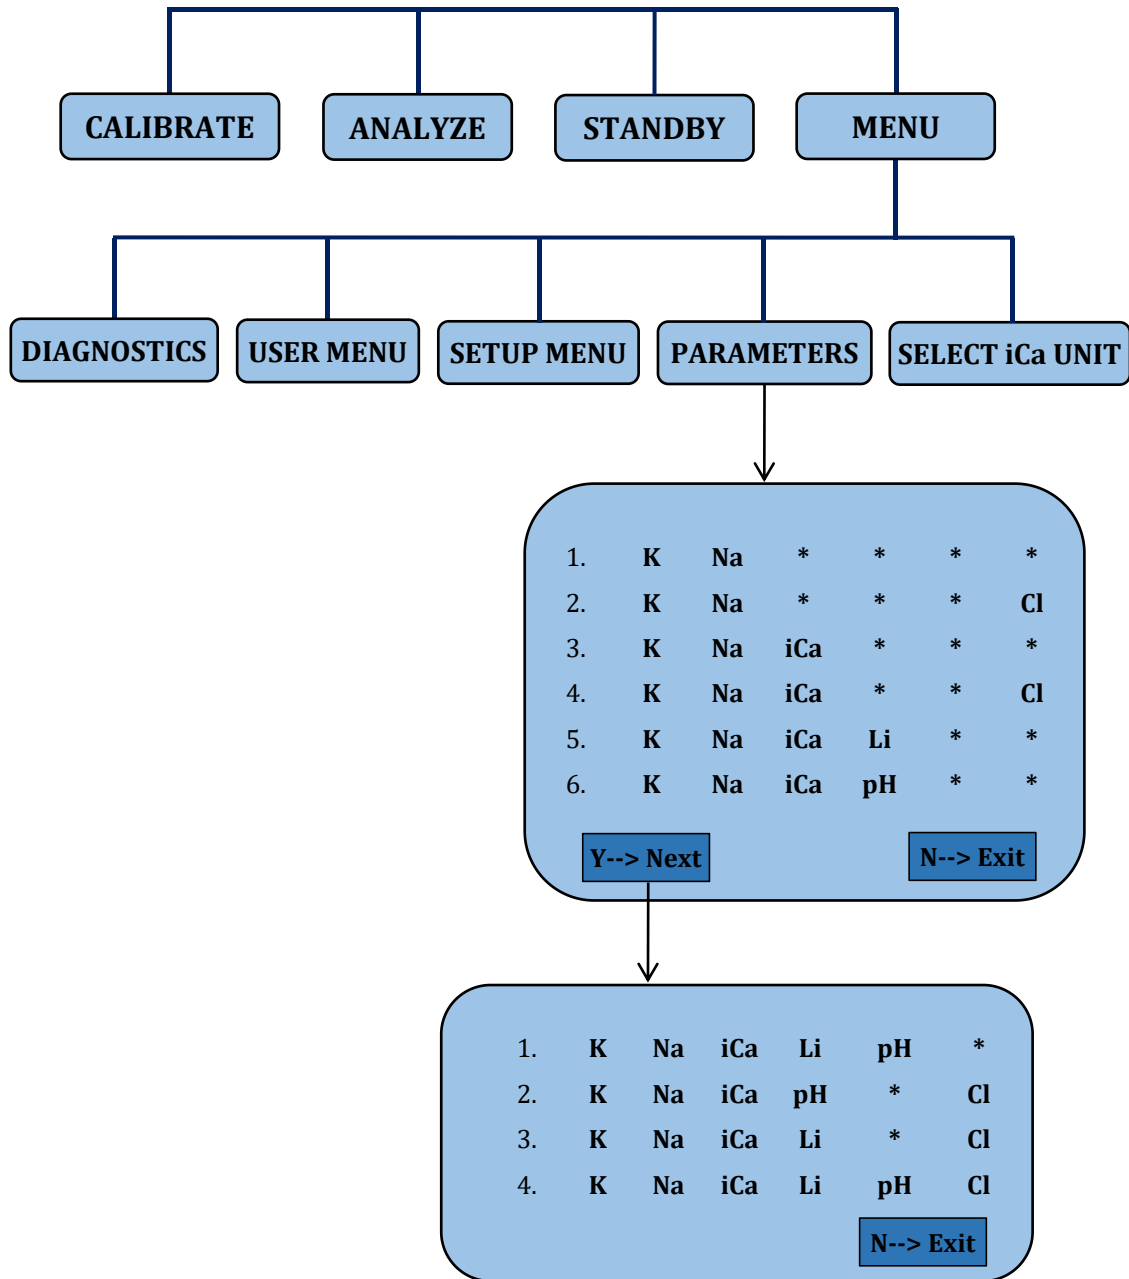 CALIBRATE ANALYZE STANDBY MENU
DIAGNOSTICS USER MENU SETUP MENU PARAMETERS SELECT iCa UNIT
1. K Na * * * *
2. K Na * * * Cl
3. K Na iCa * * *
4. K Na iCa * * Cl
5. K Na iCa Li * *
6. K Na iCa pH * *
Y--> Next N--> Exit
1. K Na iCa Li pH *
2. K Na iCa pH * Cl
3. K Na iCa Li * Cl
4. K Na iCa Li pH Cl
N--> Exit